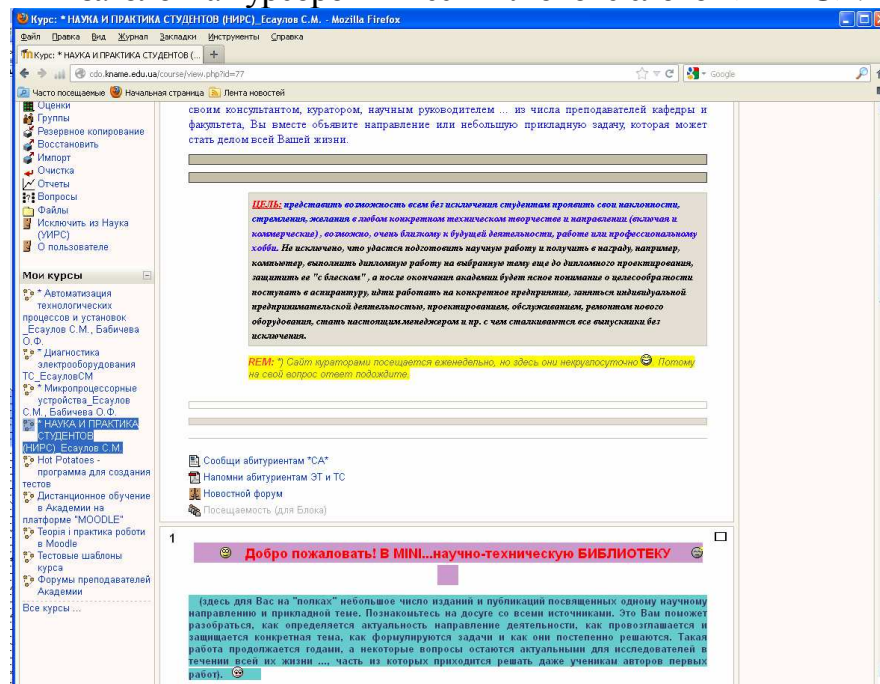 Курс: * НАУКА И ПРАКТИКА СТУДЕНТОВ (НИРС)_Есаулов С.М. - Mozilla Firefox
Файл Правка Вид Журнал Закладки Инструменты Справка
Курс: * НАУКА И ПРАКТИКА СТУДЕНТОВ (... +
cdo.kname.edu.ua/course/view.php?id=77
Google
Часто посещаемые Начальная страница Лента новостей
Оценки
Группы
Резервное копирование
Восстановить
Импорт
Очистка
Отчеты
Вопросы
Файлы
Исключить из Наука
(УИРС)
О пользователе
Мои курсы
* Автоматизация
технологических
процессов и установок
_Есаулов С.М., Бабичева
О.Ф.
* Диагностика
электрооборудования
ТС_ЕсауловСМ
* Микропроцессорные
устройства_Есаулов
С.М., Бабичева О.Ф.
* НАУКА И ПРАКТИКА
СТУДЕНТОВ
(НИРС)_Есаулов С.М.
Hot Potatoes -
программа для создания
тестов
Дистанционное обучение
в Академии на
платформе "MOODLE"
Теорія і практика роботи
в Moodle
Тестовые шаблоны
курса
Форумы преподавателей
Академии
Все курсы ...
своим консультантом, куратором, научным руководителем ... из числа преподавателей кафедры и
факультета, Вы вместе объявите направление или небольшую прикладную задачу, которая может
стать делом всей Вашей жизни.
ЦЕЛЬ: представить возможность всем без исключения студентам проявить свои наклонности,
стремления, желания в любом конкретном техническом творчестве и направлении (включая и
коммерческие) , возможно, очень близкому к будущей деятельности, работе или профессиональному
хобби. Не исключено, что удастся подготовить научную работу и получить в награду, например,
компьютер, выполнить дипломную работу на выбранную тему еще до дипломного проектирования,
защитить ее "с блеском" , а после окончания академии будет ясное понимание о целесообразности
поступать в аспирантуру, идти работать на конкретное предприятие, заняться индивидуальной
предпринимательской деятельностью, проектированием, обслуживанием, ремонтом нового
оборудования, стать настоящим менеджером и пр. с чем сталкиваются все выпускники без
исключения.
REM: *) Сайт кураторами посещается еженедельно, но здесь они некруглосуточно . Потому
на свой вопрос ответ подождите.
Сообщи абитуриентам *СА*
Напомни абитуриентам ЭТ и ТС
Новостной форум
Посещаемость (для Блока)
1
Добро пожаловать! В MINI...научно-техническую БИБЛИОТЕКУ
(здесь для Вас на "полках" небольшое число изданий и публикаций посвященных одному научному
направлению и прикладной теме. Познакомьтесь на досуге со всеми источниками. Это Вам поможет
разобраться, как определяется актуальность направление деятельности, как провозглашается и
защищается конкретная тема, как формулируются задачи и как они постепенно решаются. Такая
работа продолжается годами, а некоторые вопросы остаются актуальными для исследователей в
течении всей их жизни ..., часть из которых приходится решать даже ученикам авторов первых
работ).